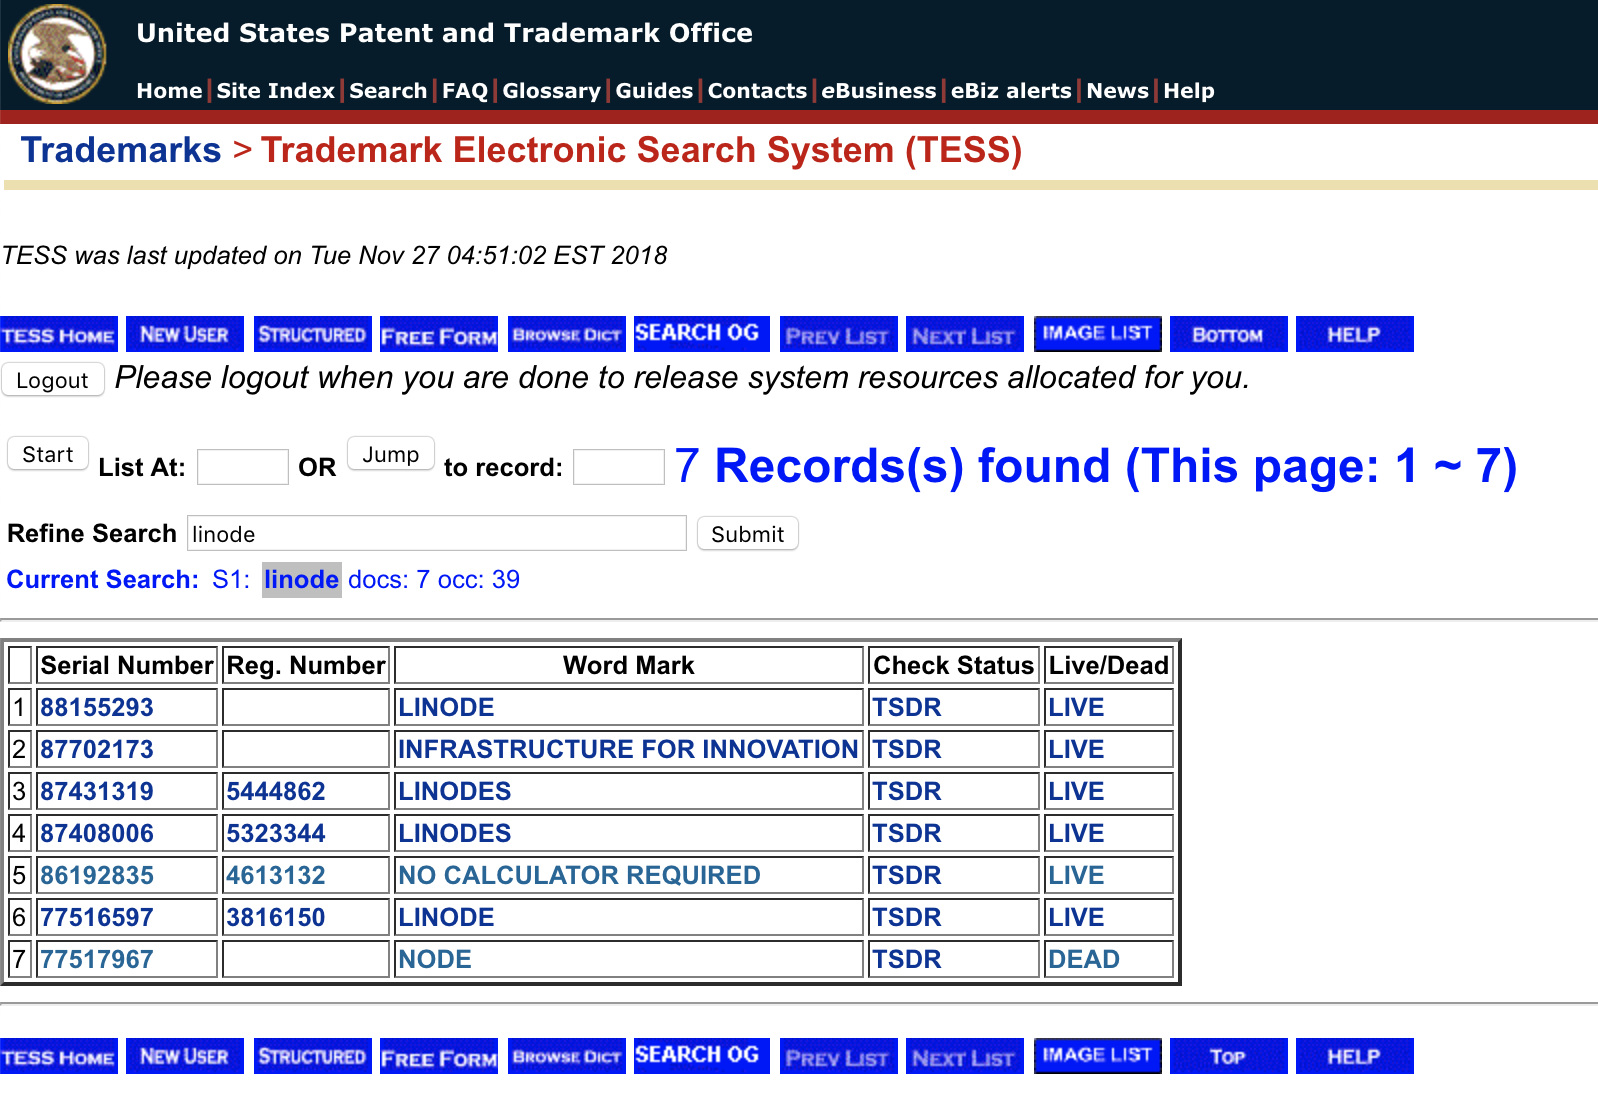 United States Patent and Trademark Office
Home|Site Index|Search|FAQ|Glossary|Guides|Contacts|eBusiness|eBiz alerts|News|Help
Trademarks > Trademark Electronic Search System (TESS)
TESS was last updated on Tue Nov 27 04:51:02 EST 2018
TESS HOME NEW USER STRUCTURED FREE FORM BROWSE DICT SEARCH OG PREV LIST NEXT LIST IMAGE LIST BOTTOM HELP
Logout Please logout when you are done to release system resources allocated for you.
Start List At: OR Jump to record: 7 Records(s) found (This page: 1 ~ 7)
Refine Search linode Submit
Current Search: S1: linode docs: 7 occ: 39
Serial Number Reg. Number Word Mark Check Status Live/Dead
1 88155293 LINODE TSDR LIVE
2 87702173 INFRASTRUCTURE FOR INNOVATION TSDR LIVE
3 87431319 5444862 LINODES TSDR LIVE
4 87408006 5323344 LINODES TSDR LIVE
5 86192835 4613132 NO CALCULATOR REQUIRED TSDR LIVE
6 77516597 3816150 LINODE TSDR LIVE
7 77517967 NODE TSDR DEAD
TESS HOME NEW USER STRUCTURED FREE FORM BROWSE DICT SEARCH OG PREV LIST NEXT LIST IMAGE LIST TOP HELP